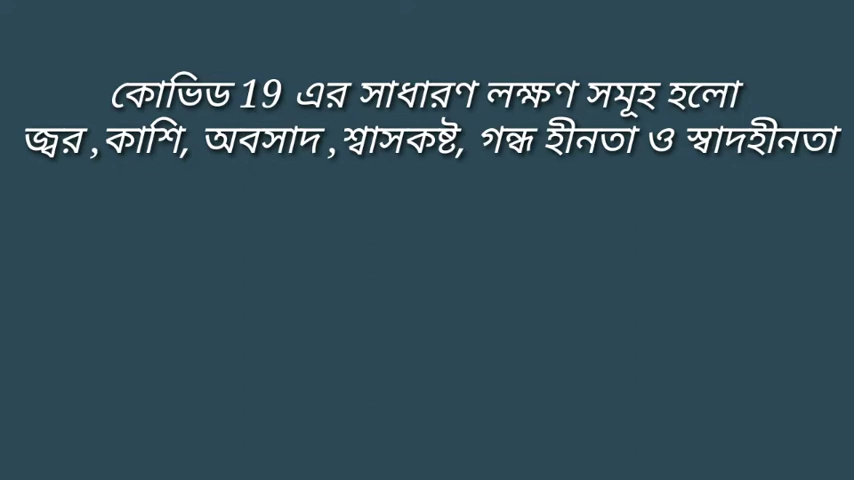 কোভিড 19 এর সাধারণ লক্ষণ সমূহ হলো
জ্বর ,কাশি, অবসাদ ,শ্বাসকষ্ট, গন্ধ হীনতা ও স্বাদহীনতা